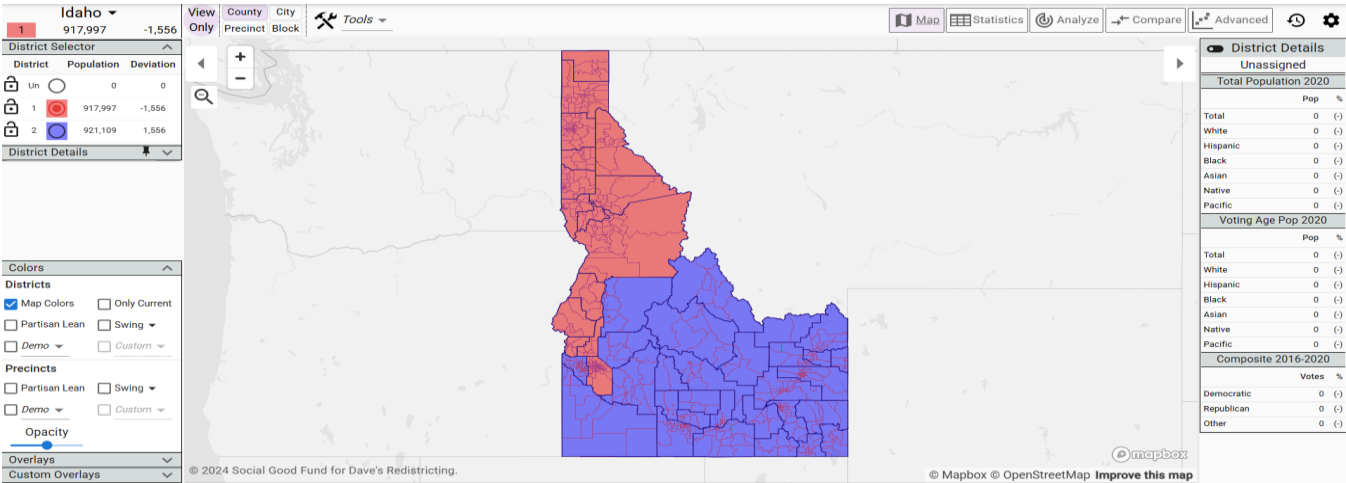 Idaho
1 917,997 -1,556
District Selector
District Population Deviation
Un 0 0
1 917,997 -1,556
2 921,109 1,556
District Details
Colors
Districts
Map Colors Only Current
Partisan Lean Swing
Demo Custom
Precincts
Partisan Lean Swing
Demo Custom
Opacity
Overlays
Custom Overlays
View Only
County City
Precinct Block
Tools
Map Statistics Analyze Compare Advanced
+
−
© 2024 Social Good Fund for Dave's Redistricting.
mapbox
© Mapbox © OpenStreetMap Improve this map
District Details
Unassigned
Total Population 2020
Pop %
Total 0 (-)
White 0 (-)
Hispanic 0 (-)
Black 0 (-)
Asian 0 (-)
Native 0 (-)
Pacific 0 (-)
Voting Age Pop 2020
Pop %
Total 0 (-)
White 0 (-)
Hispanic 0 (-)
Black 0 (-)
Asian 0 (-)
Native 0 (-)
Pacific 0 (-)
Composite 2016-2020
Votes %
Democratic 0 (-)
Republican 0 (-)
Other 0 (-)